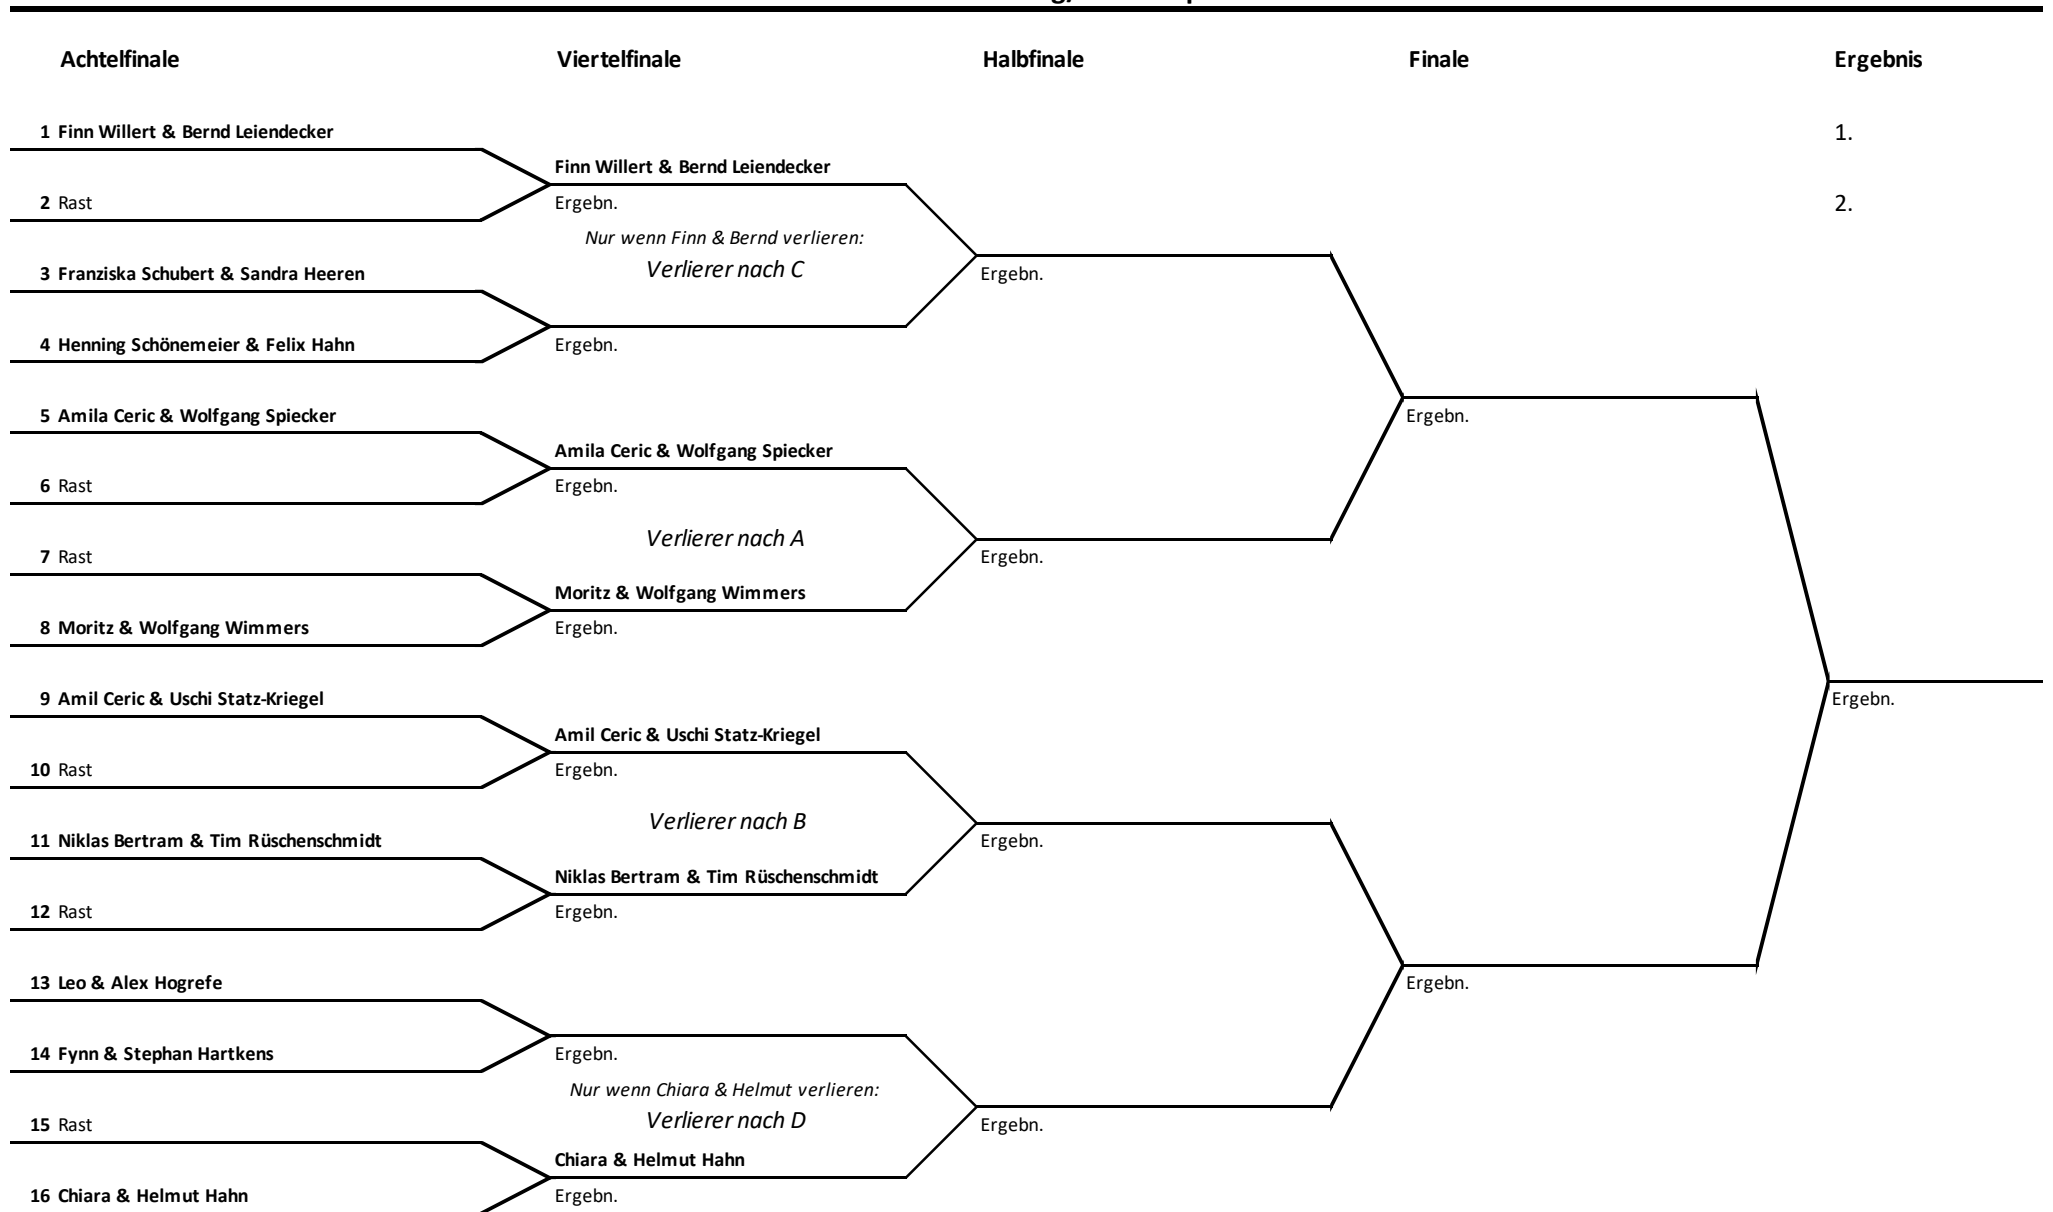 Achtelfinale Viertelfinale Halbfinale Finale Ergebnis
1 Finn Willert & Bernd Leiendecker 1.
Finn Willert & Bernd Leiendecker
2 Rast Ergebn. 2.
Nur wenn Finn & Bernd verlieren:
Verlierer nach C
3 Franziska Schubert & Sandra Heeren Ergebn.
4 Henning Schönemeier & Felix Hahn Ergebn.
5 Amila Ceric & Wolfgang Spiecker Ergebn.
Amila Ceric & Wolfgang Spiecker
6 Rast Ergebn.
Verlierer nach A
7 Rast Ergebn.
Moritz & Wolfgang Wimmers
8 Moritz & Wolfgang Wimmers Ergebn.
9 Amil Ceric & Uschi Statz-Kriegel Ergebn.
Amil Ceric & Uschi Statz-Kriegel
10 Rast Ergebn.
Verlierer nach B
11 Niklas Bertram & Tim Rüschenschmidt Ergebn.
Niklas Bertram & Tim Rüschenschmidt
12 Rast Ergebn.
13 Leo & Alex Hogrefe Ergebn.
14 Fynn & Stephan Hartkens Ergebn.
Nur wenn Chiara & Helmut verlieren:
Verlierer nach D
15 Rast Ergebn.
Chiara & Helmut Hahn
16 Chiara & Helmut Hahn Ergebn.